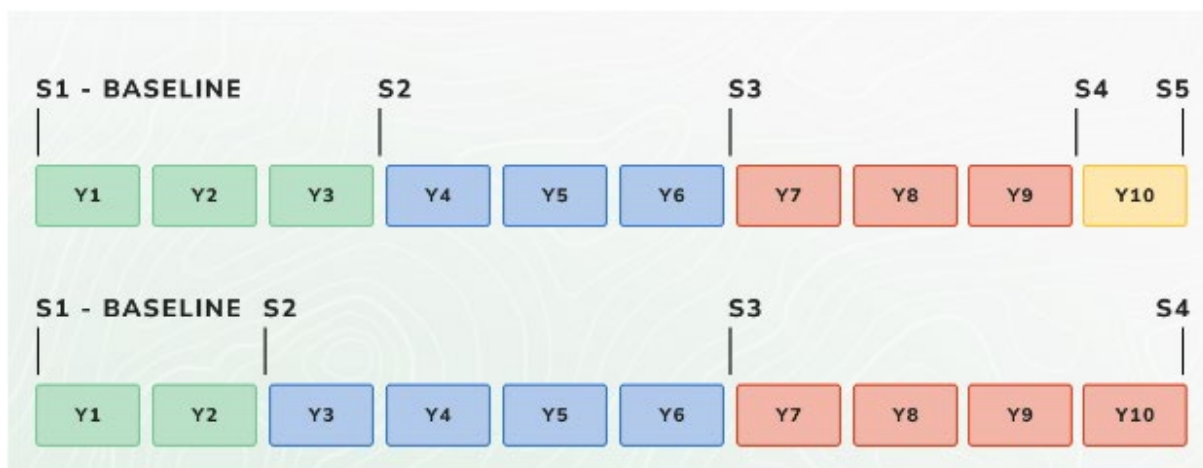 S1 - BASELINE S2 S3 S4 S5
Y1 Y2 Y3 Y4 Y5 Y6 Y7 Y8 Y9 Y10
S1 - BASELINE S2 S3 S4
Y1 Y2 Y3 Y4 Y5 Y6 Y7 Y8 Y9 Y10